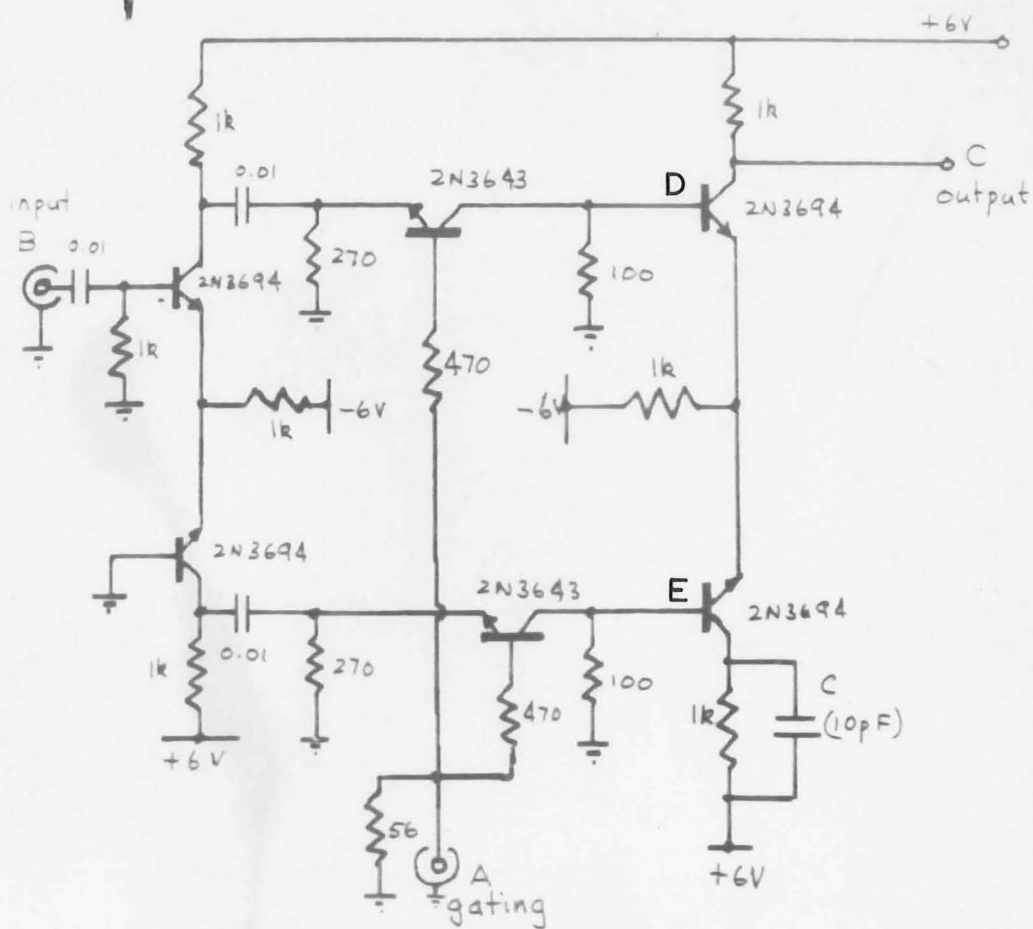 +6V
1k
1k
0.01
2N3643
D
C
output
2N3694
input
B
0.01
2N3694
270
100
1k
470
1k
-6V
-6V
1k
2N3694
2N3643
E
2N3694
0.01
1k
270
470
100
1k
C
(10pF)
+6V
56
A
gating
+6V